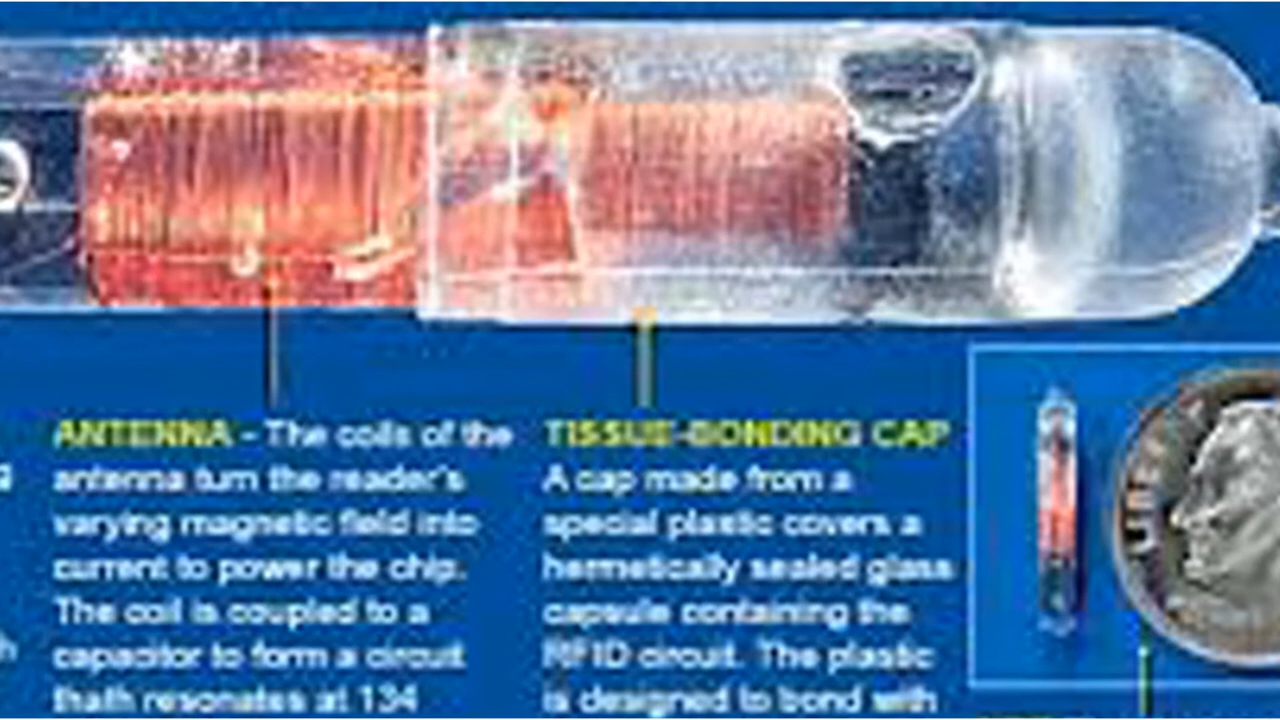 ANTENNA - The coils of the
antenna turn the reader's
varying magnetic field into
current to power the chip.
The coil is coupled to a
capacitor to form a circuit
thath resonates at 134
TISSUE-BONDING CAP
A cap made from a
special plastic covers a
hermetically sealed glass
capsule containing the
RFID circuit. The plastic
is designed to bond with